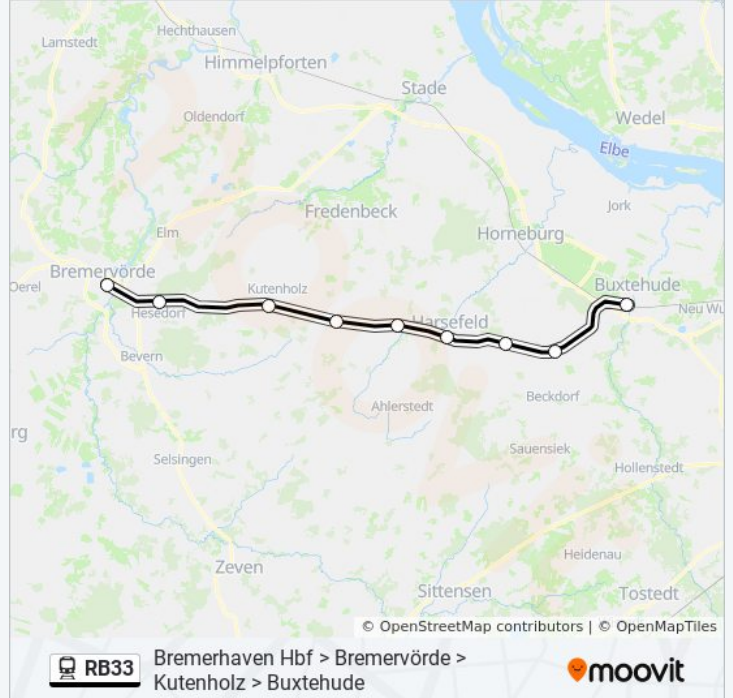 Hechthausen
Lamstedt
Himmelpforten
Stade
Oldendorf
Wedel
Elbe
Fredenbeck
Jork
Elm
Horneburg
Bremervörde
Oerel
Kutenholz
Buxtehude
Hesedorf
Harsefeld
Neu Wu
Bevern
Beckdorf
Ahlerstedt
rg
Sauensiek
Selsingen
Hollenstedt
Heidenau
Zeven
Sittensen
Tostedt
© OpenStreetMap contributors | © OpenMapTiles
RB33
Bremerhaven Hbf > Bremervörde >
Kutenholz > Buxtehude
moovit